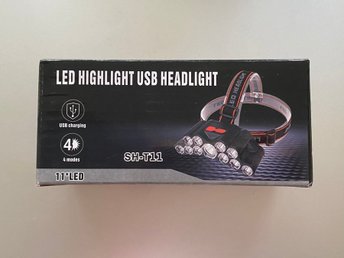 LED HIGHLIGHT USB HEADLIGHT
USB charging
4
4 modes
SH-T11
11*LED